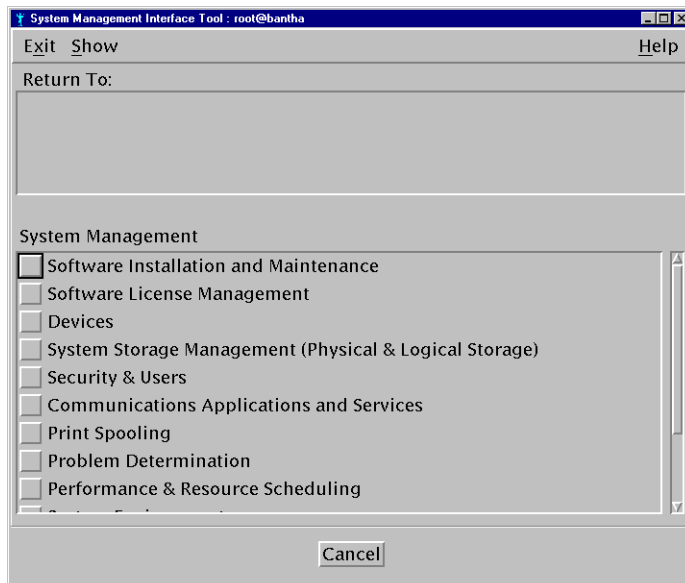 System Management Interface Tool : root@bantha
Exit Show Help
Return To:
System Management
Software Installation and Maintenance
Software License Management
Devices
System Storage Management (Physical & Logical Storage)
Security & Users
Communications Applications and Services
Print Spooling
Problem Determination
Performance & Resource Scheduling
Cancel